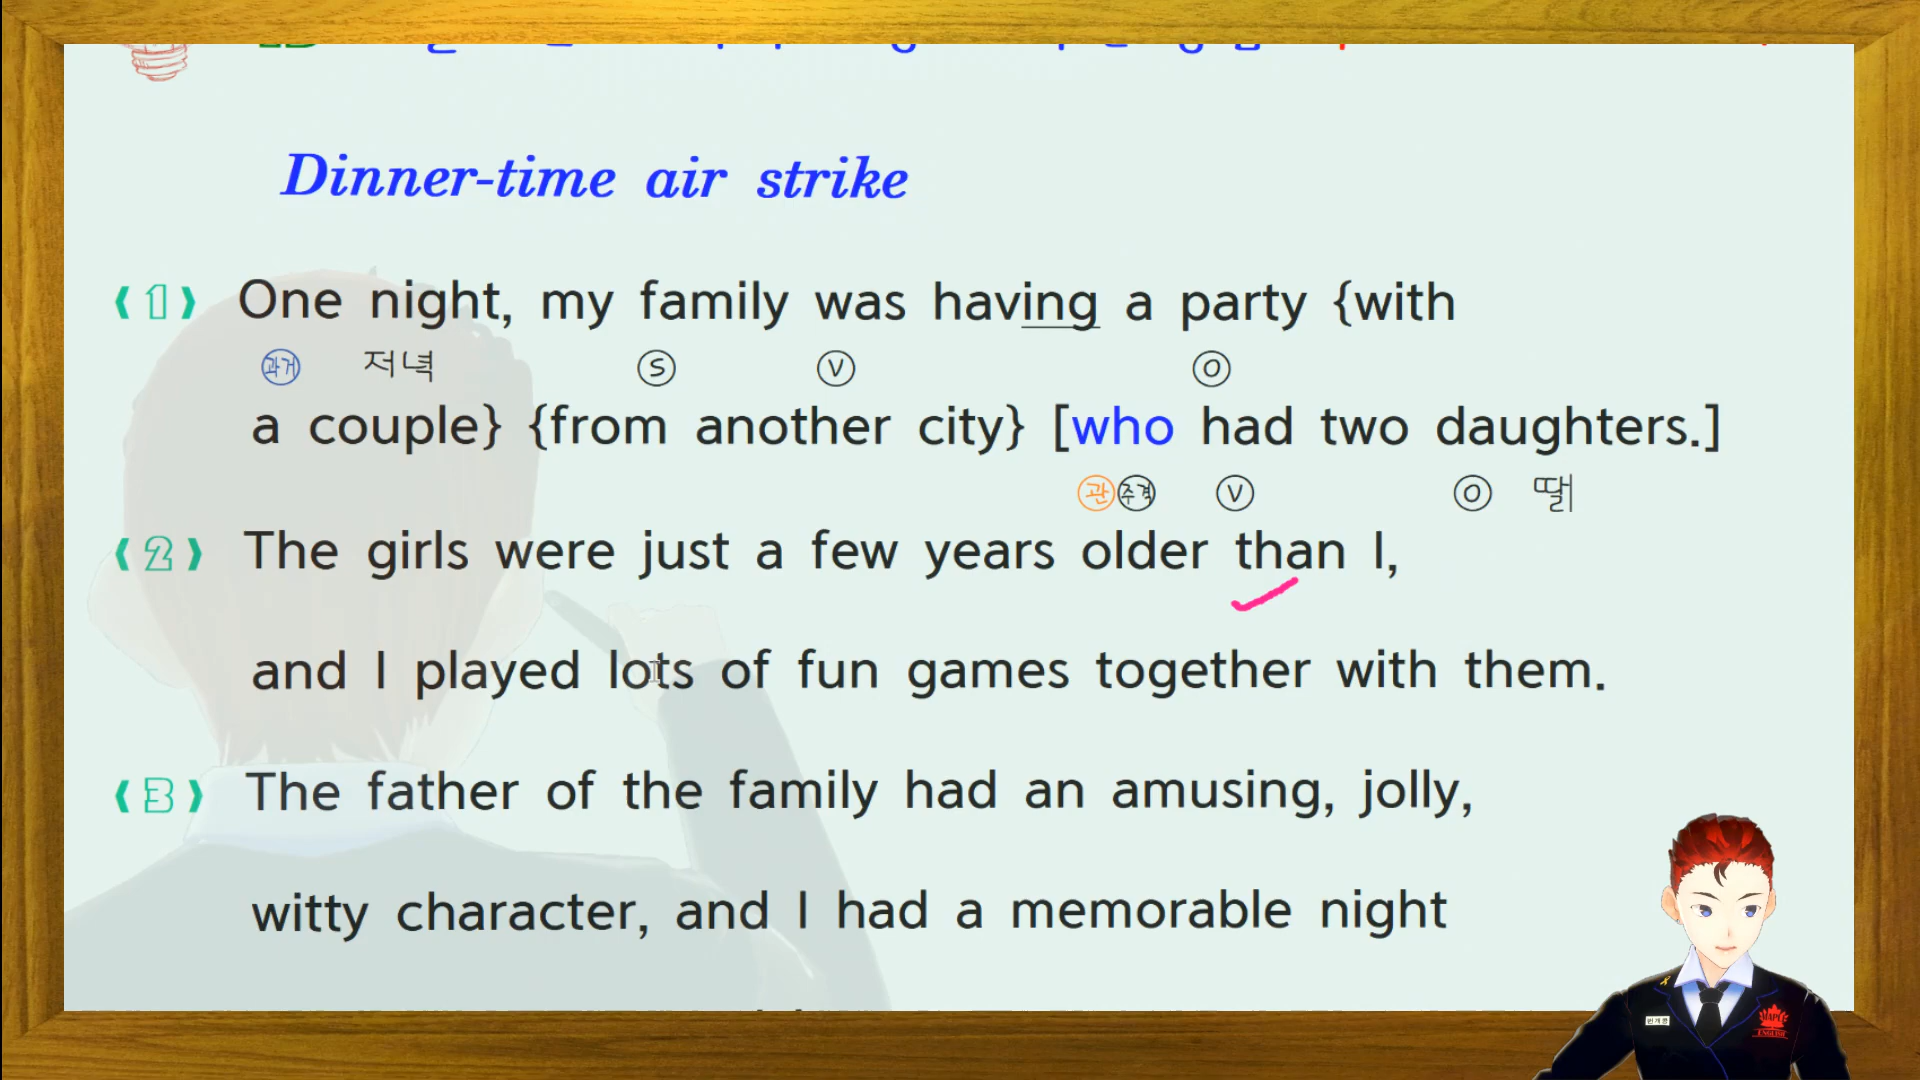 Dinner-time air strike
(1) One night, my family was having a party {with
과거 저녁 S V O
a couple} {from another city} [who had two daughters.]
관 주격 V O 딸
(2) The girls were just a few years older than I,
and I played lots of fun games together with them.
(3) The father of the family had an amusing, jolly,
witty character, and I had a memorable night
MAPLE
ENGLISH